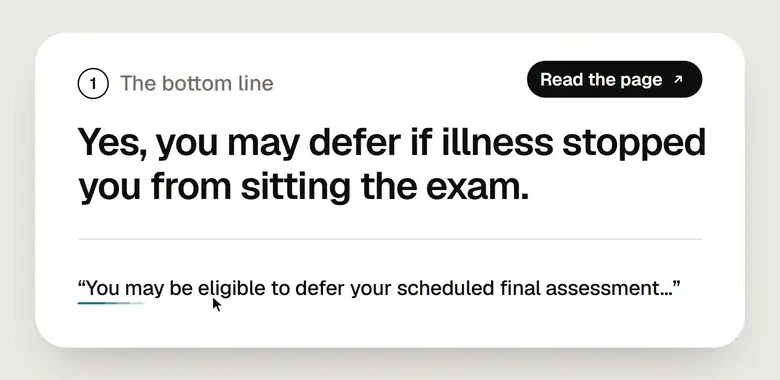 1 The bottom line
Read the page ↗
Yes, you may defer if illness stopped
you from sitting the exam.
“You may be eligible to defer your scheduled final assessment...”